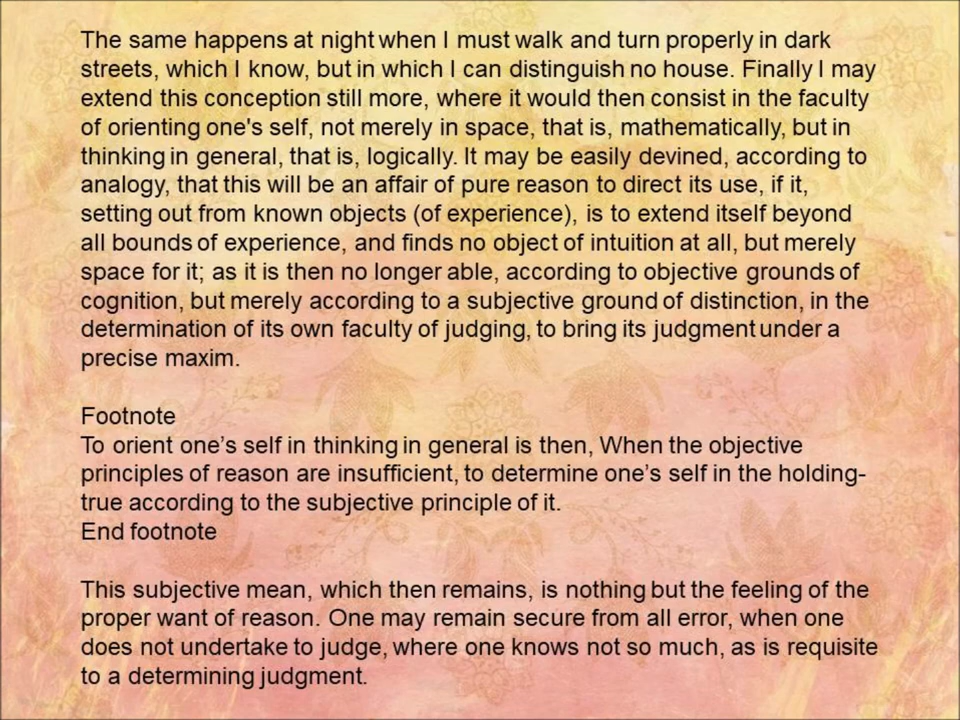 The same happens at night when I must walk and turn properly in dark
streets, which I know, but in which I can distinguish no house. Finally I may
extend this conception still more, where it would then consist in the faculty
of orienting one's self, not merely in space, that is, mathematically, but in
thinking in general, that is, logically. It may be easily devined, according to
analogy, that this will be an affair of pure reason to direct its use, if it,
setting out from known objects (of experience), is to extend itself beyond
all bounds of experience, and finds no object of intuition at all, but merely
space for it; as it is then no longer able, according to objective grounds of
cognition, but merely according to a subjective ground of distinction, in the
determination of its own faculty of judging, to bring its judgment under a
precise maxim.

Footnote
To orient one’s self in thinking in general is then, When the objective
principles of reason are insufficient, to determine one’s self in the holding-
true according to the subjective principle of it.
End footnote

This subjective mean, which then remains, is nothing but the feeling of the
proper want of reason. One may remain secure from all error, when one
does not undertake to judge, where one knows not so much, as is requisite
to a determining judgment.